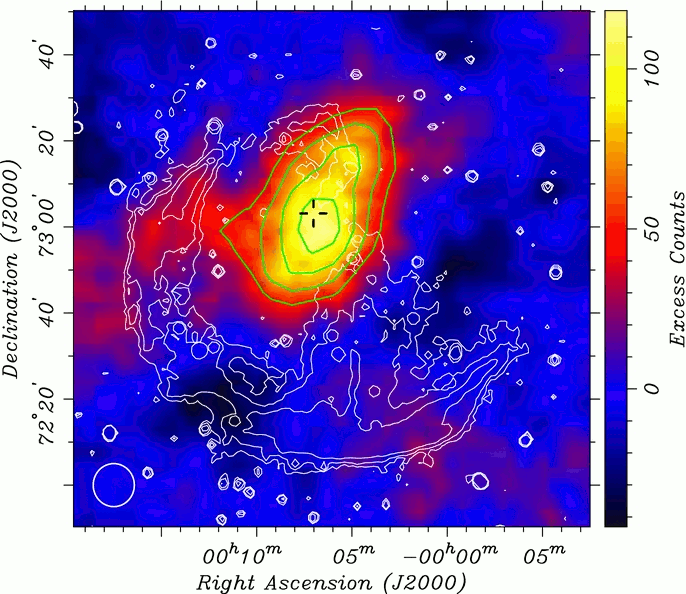 40'
20'
73°00'
40'
72°20'
00ʰ10ᵐ 05ᵐ −00ʰ00ᵐ 05ᵐ
Right Ascension (J2000)
Declination (J2000)
100
50
0
Excess Counts